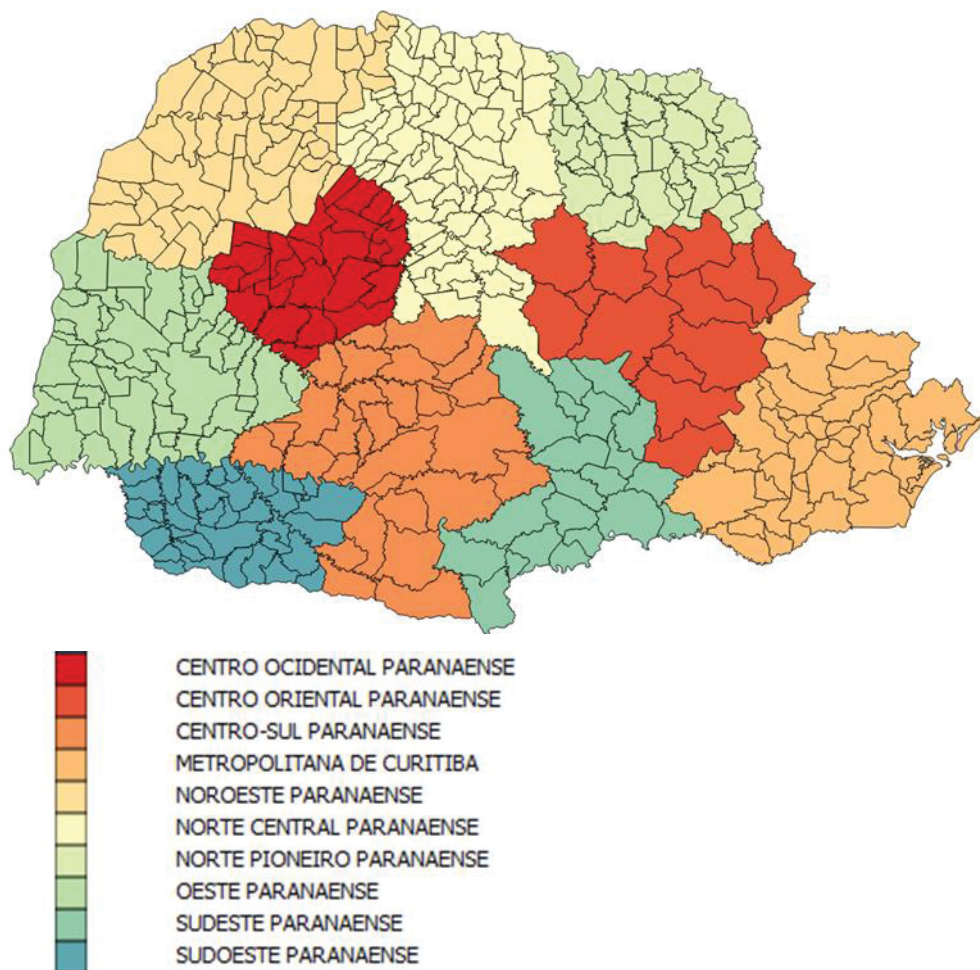 CENTRO OCIDENTAL PARANAENSE
CENTRO ORIENTAL PARANAENSE
CENTRO-SUL PARANAENSE
METROPOLITANA DE CURITIBA
NOROESTE PARANAENSE
NORTE CENTRAL PARANAENSE
NORTE PIONEIRO PARANAENSE
OESTE PARANAENSE
SUDESTE PARANAENSE
SUDOESTE PARANAENSE